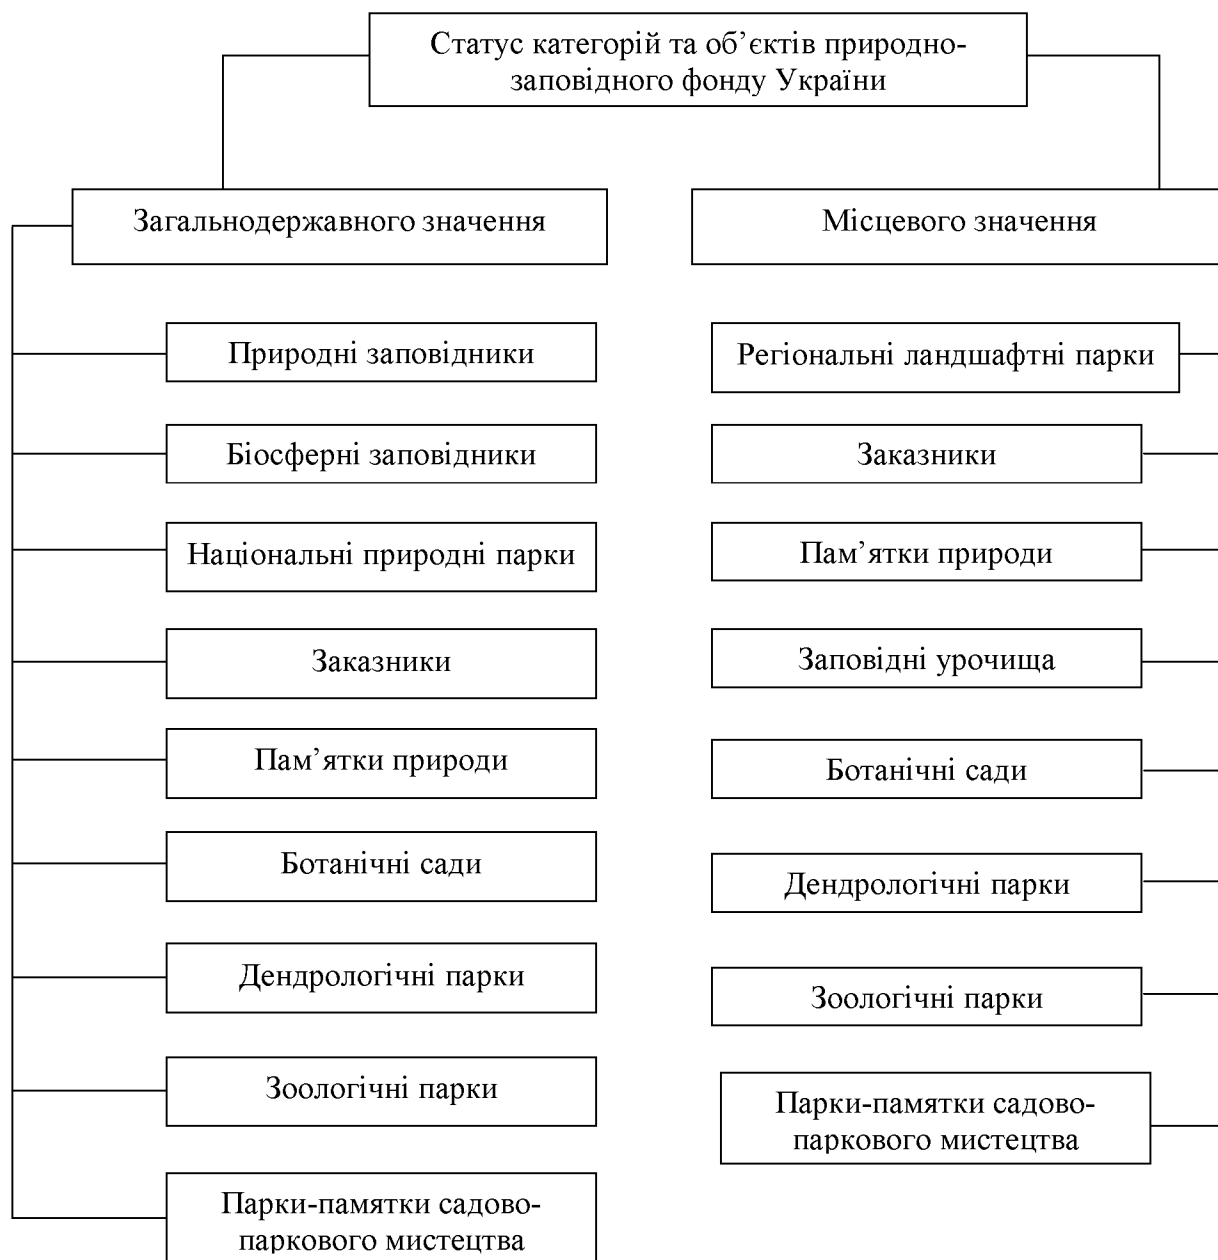 Статус категорій та об’єктів природно-
заповідного фонду України
Загальнодержавного значення
Місцевого значення
Природні заповідники
Біосферні заповідники
Національні природні парки
Заказники
Пам’ятки природи
Ботанічні сади
Дендрологічні парки
Зоологічні парки
Парки-памятки садово-
паркового мистецтва
Регіональні ландшафтні парки
Заказники
Пам’ятки природи
Заповідні урочища
Ботанічні сади
Дендрологічні парки
Зоологічні парки
Парки-памятки садово-
паркового мистецтва